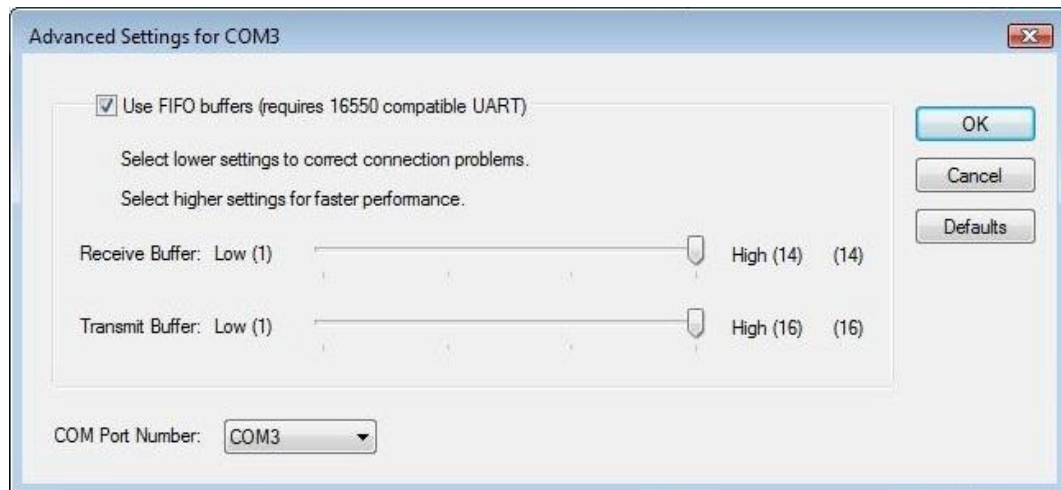 Advanced Settings for COM3
Use FIFO buffers (requires 16550 compatible UART)
OK
Select lower settings to correct connection problems.
Cancel
Select higher settings for faster performance.
Defaults
Receive Buffer: Low (1) High (14) (14)
Transmit Buffer: Low (1) High (16) (16)
COM Port Number: COM3